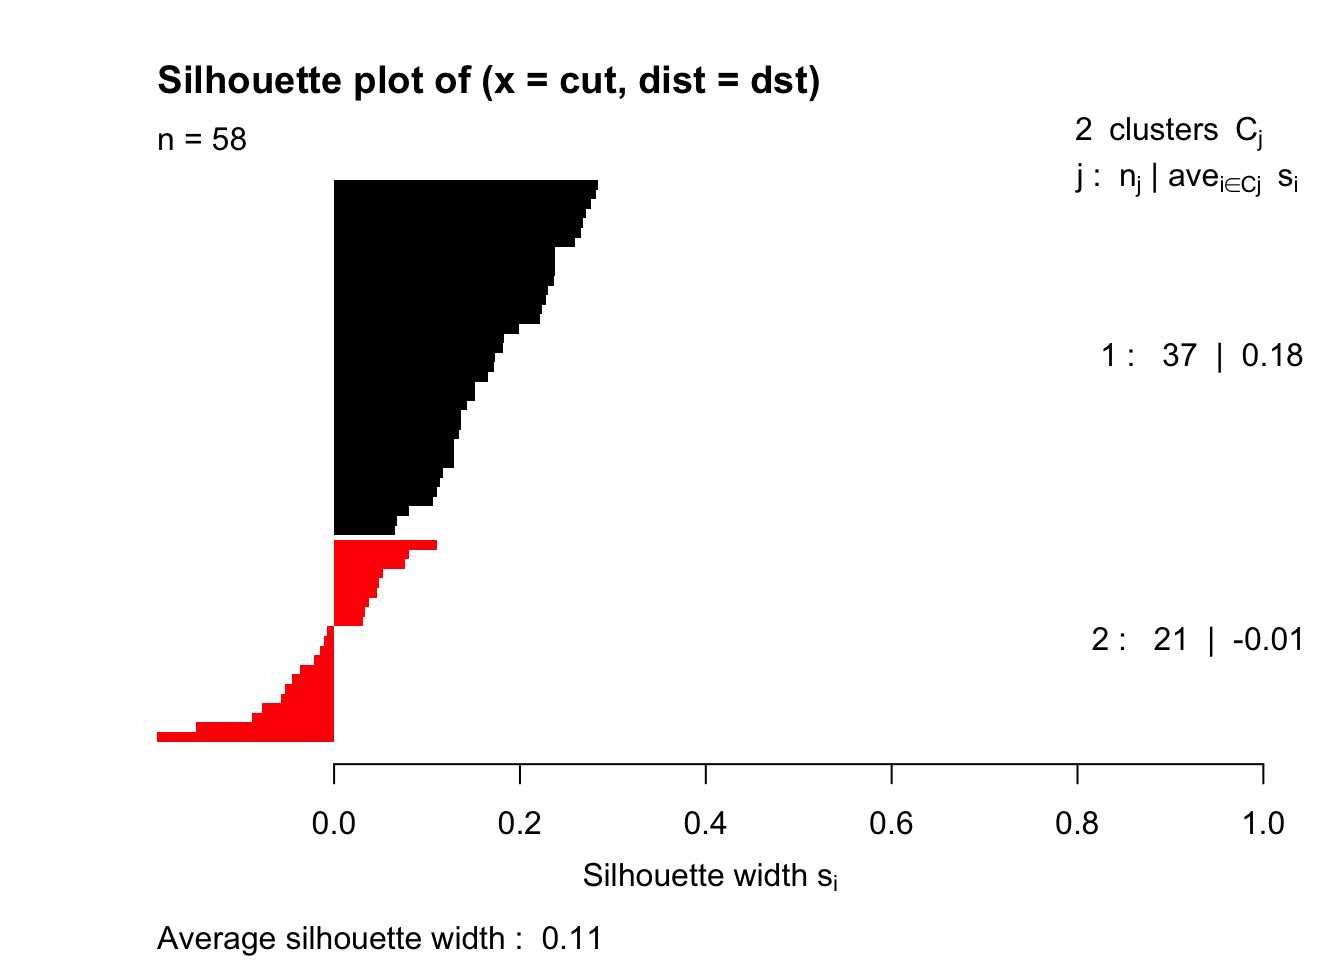 Silhouette plot of (x = cut, dist = dst)
n = 58
2 clusters Cj
j : nj | avei∈Cj si
1 : 37 | 0.18
2 : 21 | -0.01
0.0 0.2 0.4 0.6 0.8 1.0
Silhouette width si
Average silhouette width : 0.11